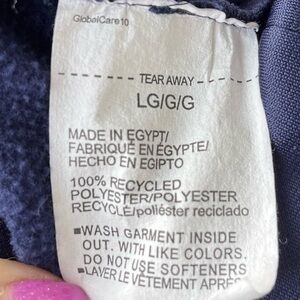 GlobalCare10
TEAR AWAY
LG/G/G
MADE IN EGYPT/
FABRIQUÉ EN ÉGYPTE/
HECHO EN EGIPTO
100% RECYCLED
POLYESTER/POLYESTER
RECYCLÉ/poliéster reciclado
■WASH GARMENT INSIDE
OUT. WITH LIKE COLORS.
DO NOT USE SOFTENERS
■LAVER LE VÊTEMENT APRÈS